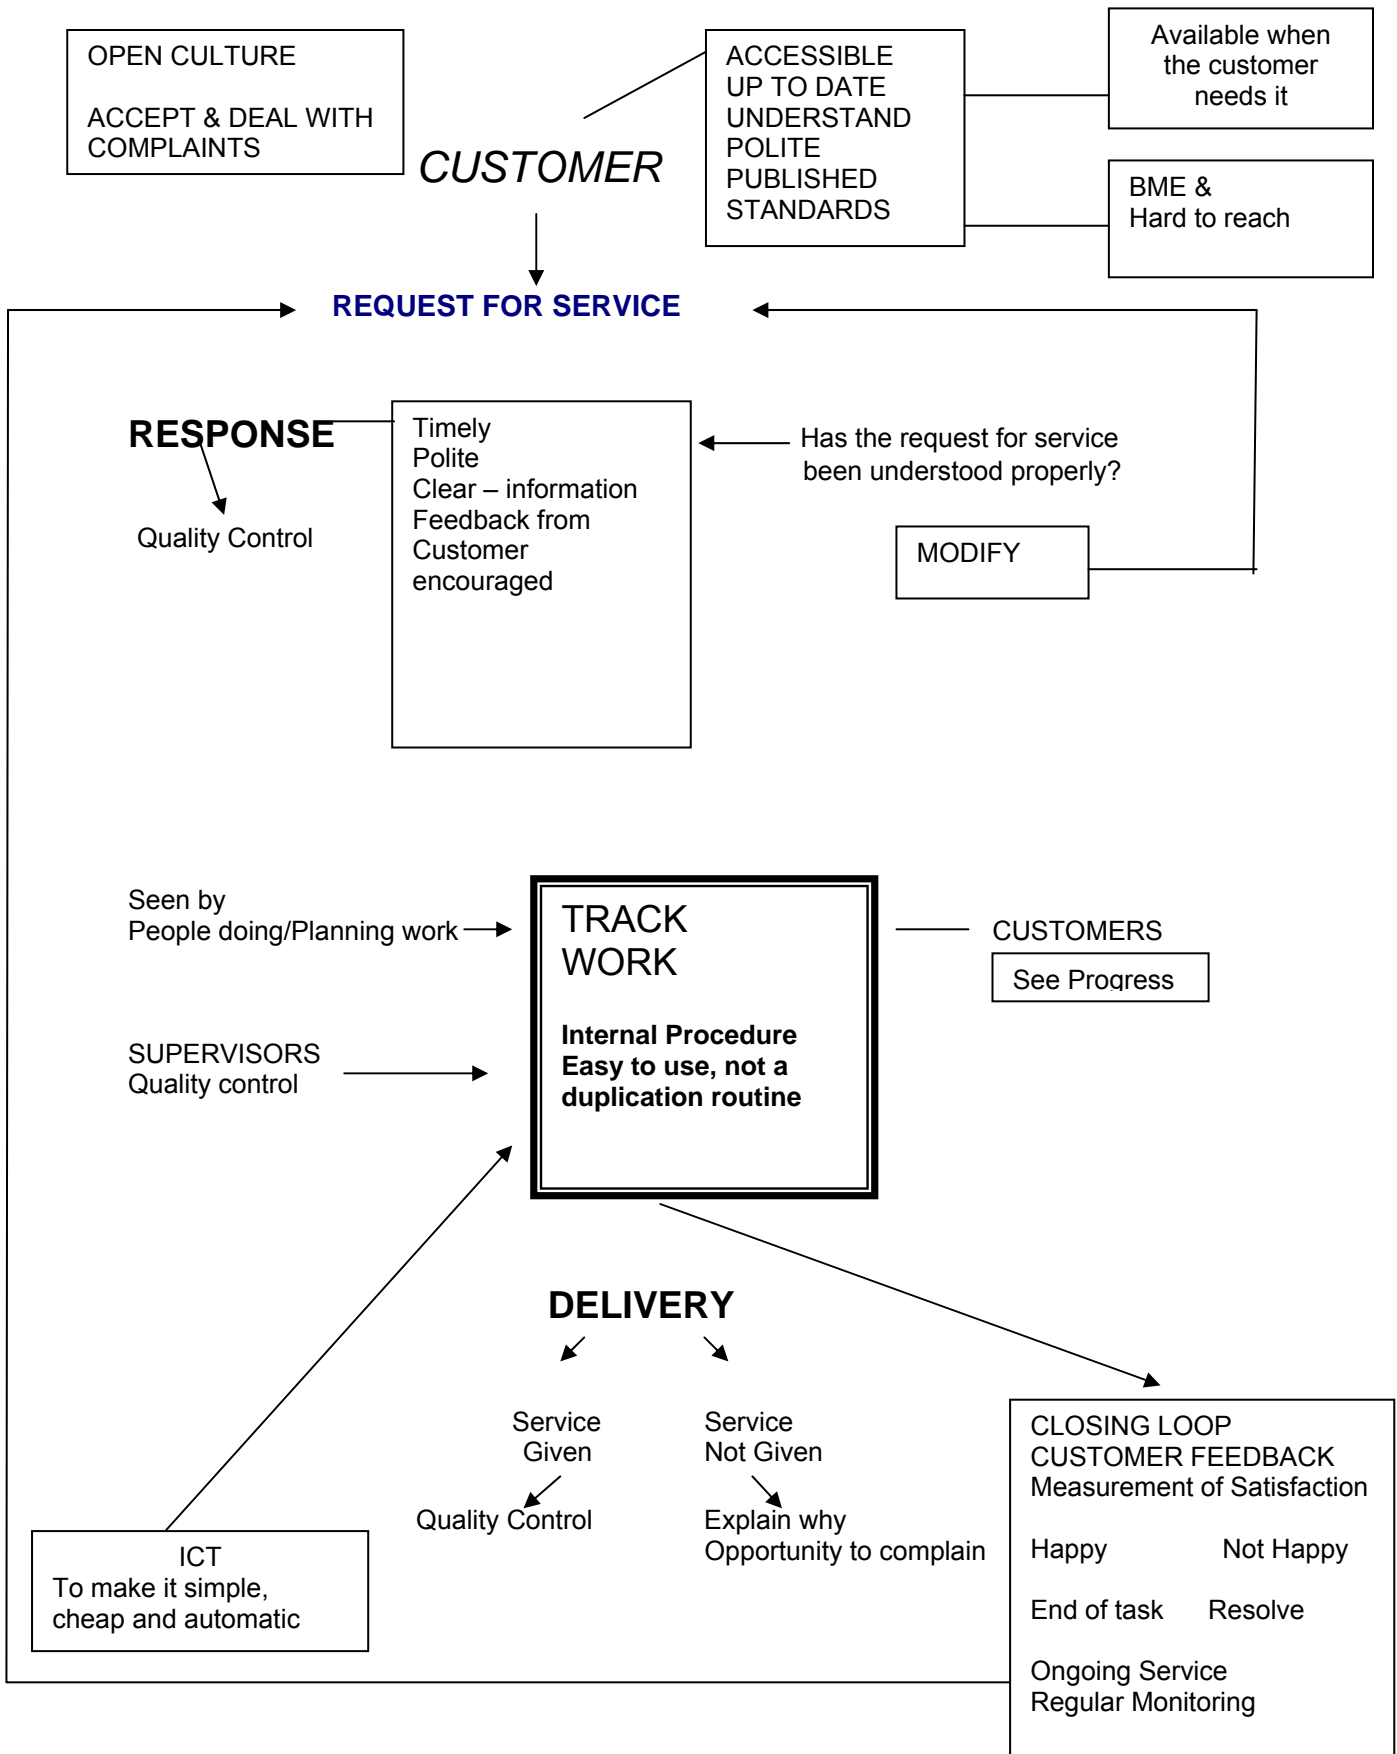 OPEN CULTURE
ACCEPT & DEAL WITH
COMPLAINTS
CUSTOMER
ACCESSIBLE
UP TO DATE
UNDERSTAND
POLITE
PUBLISHED
STANDARDS
Available when
the customer
needs it
BME &
Hard to reach
REQUEST FOR SERVICE
RESPONSE
Quality Control
Timely
Polite
Clear – information
Feedback from
Customer
encouraged
Has the request for service
been understood properly?
MODIFY
Seen by
People doing/Planning work
SUPERVISORS
Quality control
TRACK
WORK
Internal Procedure
Easy to use, not a
duplication routine
CUSTOMERS
See Progress
DELIVERY
Service
Given
Quality Control
Service
Not Given
Explain why
Opportunity to complain
ICT
To make it simple,
cheap and automatic
CLOSING LOOP
CUSTOMER FEEDBACK
Measurement of Satisfaction
Happy Not Happy
End of task Resolve
Ongoing Service
Regular Monitoring